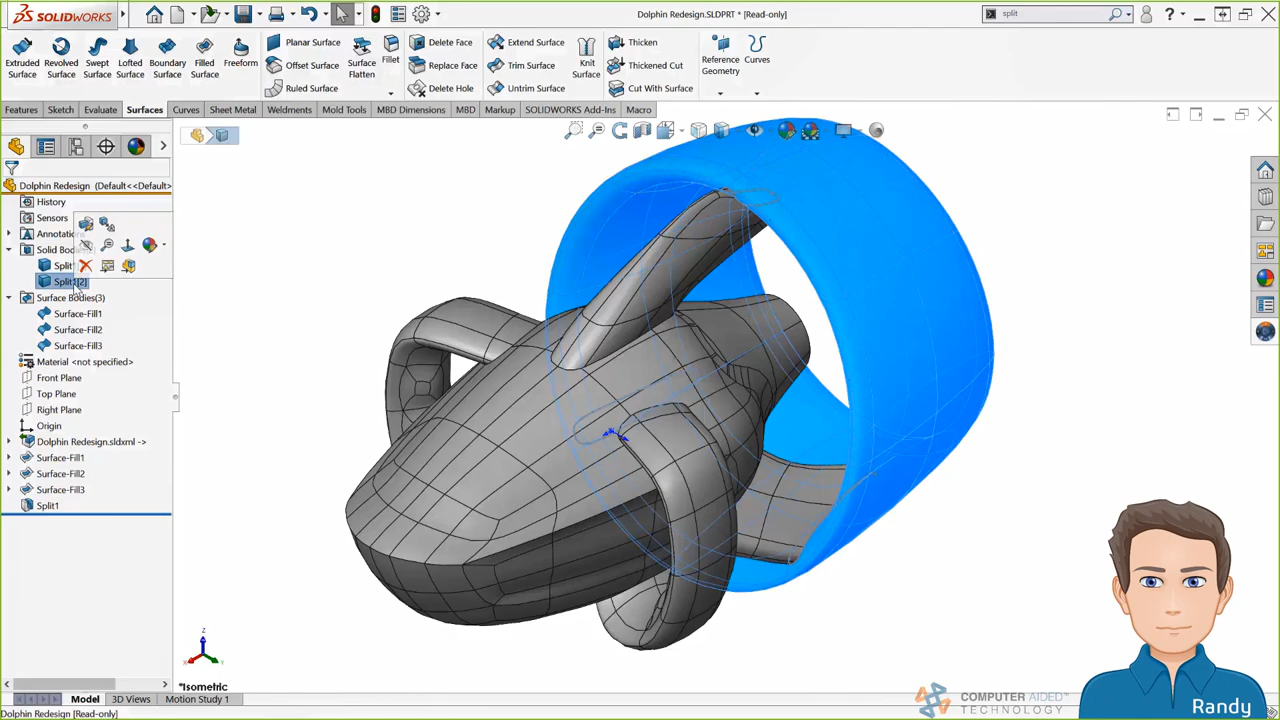 SOLIDWORKS
Dolphin Redesign.SLDPRT * [Read-only]
split
Extruded Surface
Revolved Surface
Swept Surface
Lofted Surface
Boundary Surface
Filled Surface
Freeform
Planar Surface
Offset Surface
Ruled Surface
Surface Flatten
Fillet
Delete Face
Replace Face
Delete Hole
Extend Surface
Trim Surface
Untrim Surface
Knit Surface
Thicken
Thickened Cut
Cut With Surface
Reference Geometry
Curves
Features
Sketch
Evaluate
Surfaces
Curves
Sheet Metal
Weldments
Mold Tools
MBD Dimensions
MBD
Markup
SOLIDWORKS Add-Ins
Macro
Dolphin Redesign (Default<<Default>
History
Sensors
Annotations
Solid Bod
Split
Split1[2]
Surface Bodies(3)
Surface-Fill1
Surface-Fill2
Surface-Fill3
Material <not specified>
Front Plane
Top Plane
Right Plane
Origin
Dolphin Redesign.sldxml ->
Surface-Fill1
Surface-Fill2
Surface-Fill3
Split1
Z
X
Y
*Isometric
Model
3D Views
Motion Study 1
Dolphin Redesign [Read-only]
COMPUTER AIDED
TECHNOLOGY
Randy